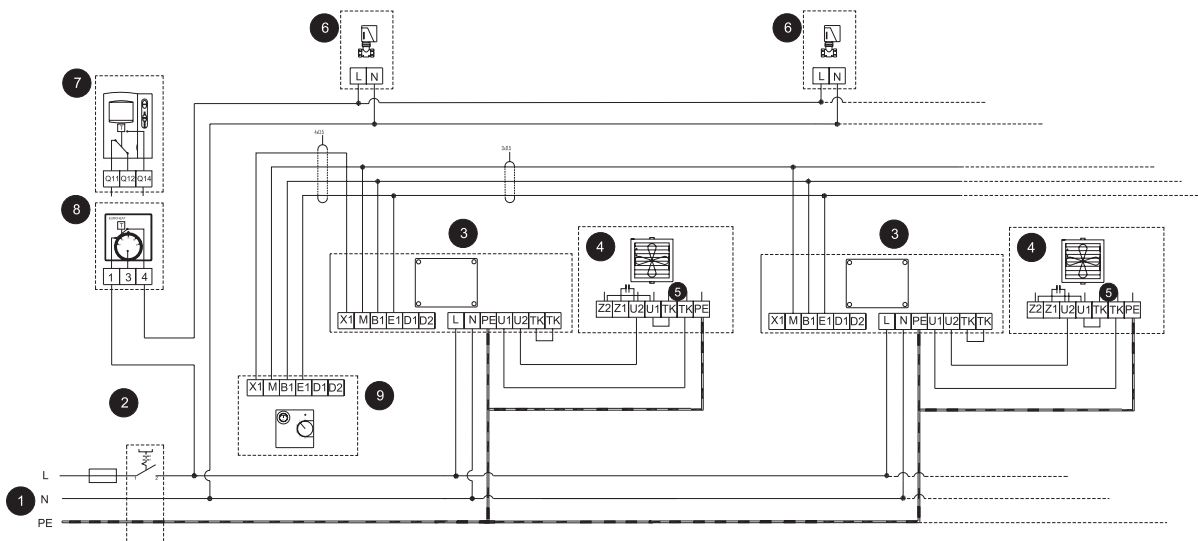 6
6
7
L N
L N
8
Q11 Q12 Q14
1 3 4
3
4
5
3
4
5
Z2 Z1 U2 U1 TK TK PE
Z2 Z1 U2 U1 TK TK PE
X1 M B1 E1 D1 D2
L N PE U1 U2 TK TK
X1 M B1 E1 D1 D2
L N PE U1 U2 TK TK
X1 M B1 E1 D1 D2
9
2
1 2
L
1 N
PE